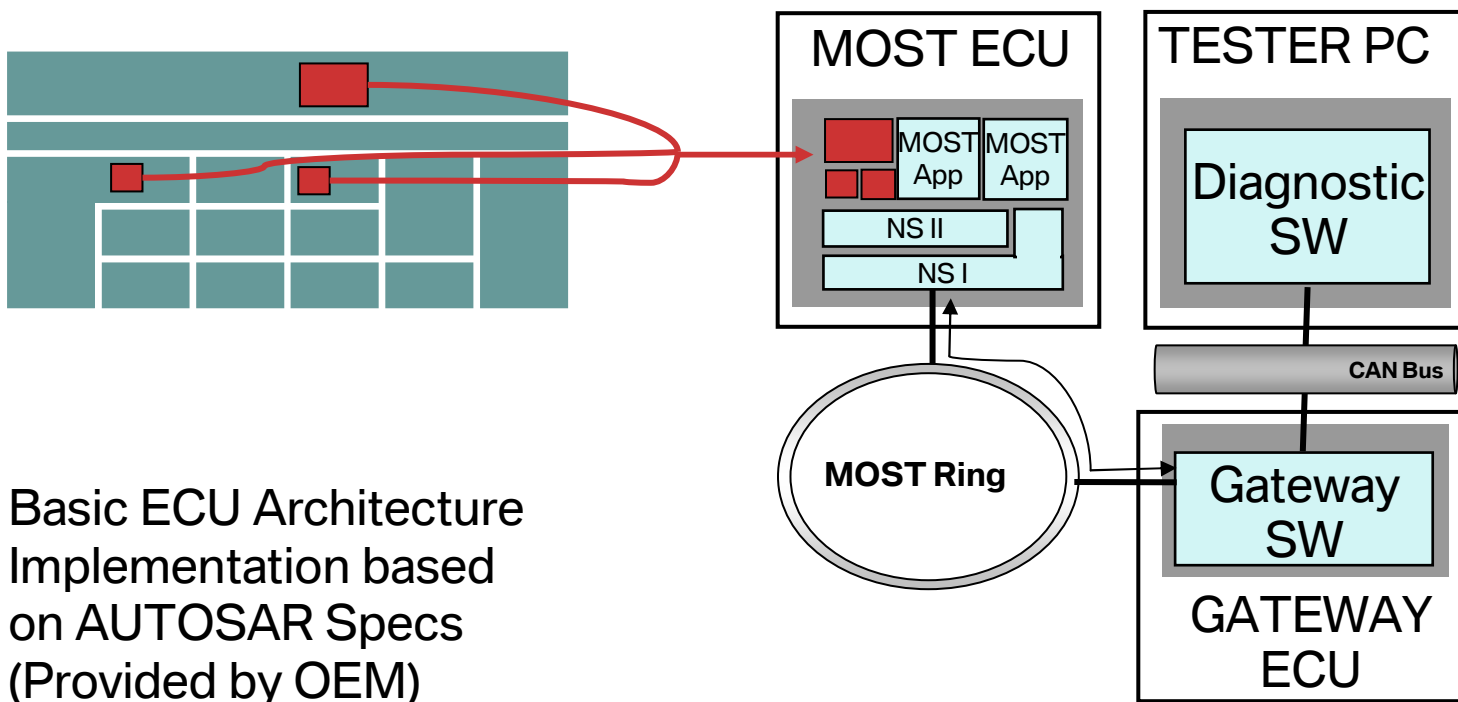 MOST ECU
MOST
App
MOST
App
NS II
NS I
TESTER PC
Diagnostic
SW
CAN Bus
MOST Ring
Gateway
SW
GATEWAY
ECU
Basic ECU Architecture
Implementation based
on AUTOSAR Specs
(Provided by OEM)